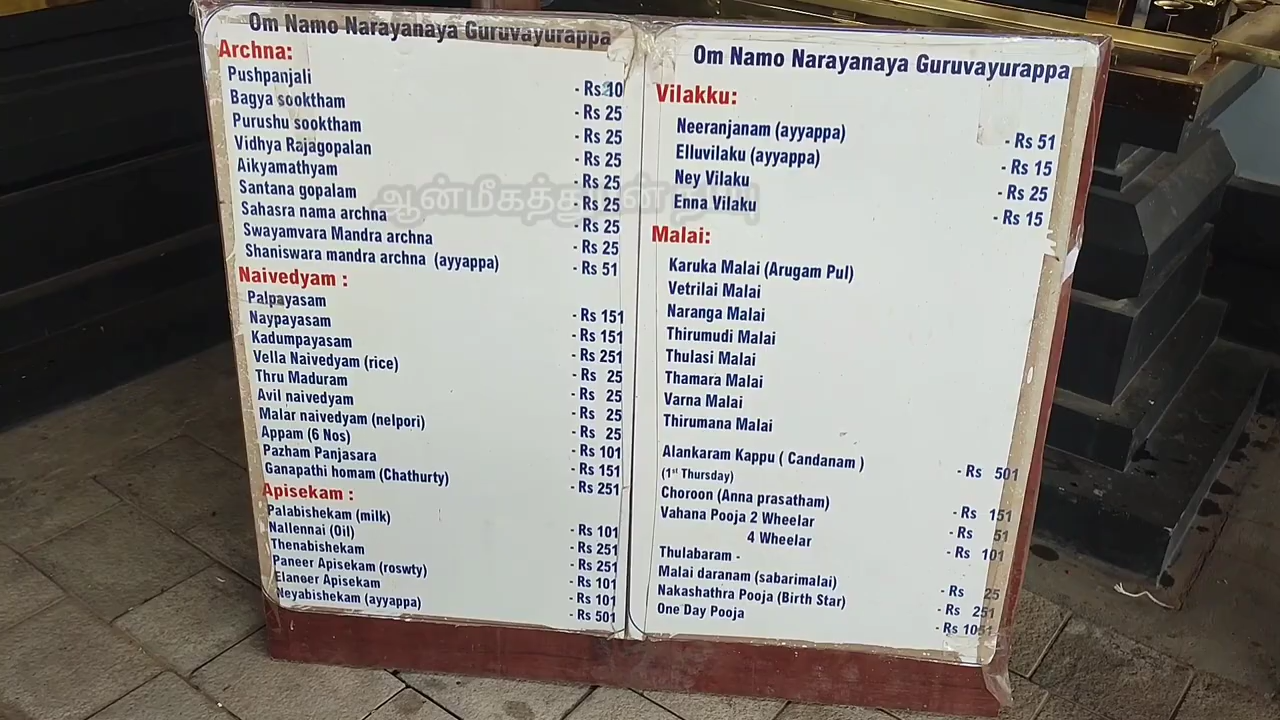 Om Namo Narayanaya Guruvayurappa
Archna:
Pushpanjali - Rs 10
Bagya sooktham - Rs 25
Purushu sooktham - Rs 25
Vidhya Rajagopalan - Rs 25
Aikyamathyam - Rs 25
Santana gopalam - Rs 25
Sahasra nama archna - Rs 25
Swayamvara Mandra archna - Rs 25
Shaniswara mandra archna (ayyappa) - Rs 51
Naivedyam :
Palpayasam - Rs 151
Naypayasam - Rs 151
Kadumpayasam - Rs 251
Vella Naivedyam (rice) - Rs 25
Thru Maduram - Rs 25
Avil naivedyam - Rs 25
Malar naivedyam (nelpori) - Rs 25
Appam (6 Nos) - Rs 101
Pazham Panjasara - Rs 151
Ganapathi homam (Chathurty) - Rs 251
Apisekam :
Palabishekam (milk) - Rs 101
Nallennai (Oil) - Rs 251
Thenabishekam - Rs 251
Paneer Apisekam (roswty) - Rs 101
Elaneer Apisekam - Rs 101
Neyabishekam (ayyappa) - Rs 501
Om Namo Narayanaya Guruvayurappa
Vilakku:
Neeranjanam (ayyappa) - Rs 51
Elluvilaku (ayyappa) - Rs 15
Ney Vilaku - Rs 25
Enna Vilaku - Rs 15
Malai:
Karuka Malai (Arugam Pul)
Vetrilai Malai
Naranga Malai
Thirumudi Malai
Thulasi Malai
Thamara Malai
Varna Malai
Thirumana Malai
Alankaram Kappu ( Candanam ) - Rs 501
(1st Thursday)
Choroon (Anna prasatham) - Rs 151
Vahana Pooja 2 Wheelar - Rs 51
4 Wheelar - Rs 101
Thulabaram -
Malai daranam (sabarimalai) - Rs 25
Nakashathra Pooja (Birth Star) - Rs 251
One Day Pooja - Rs 1051
ஆன்மீகத்துடன்